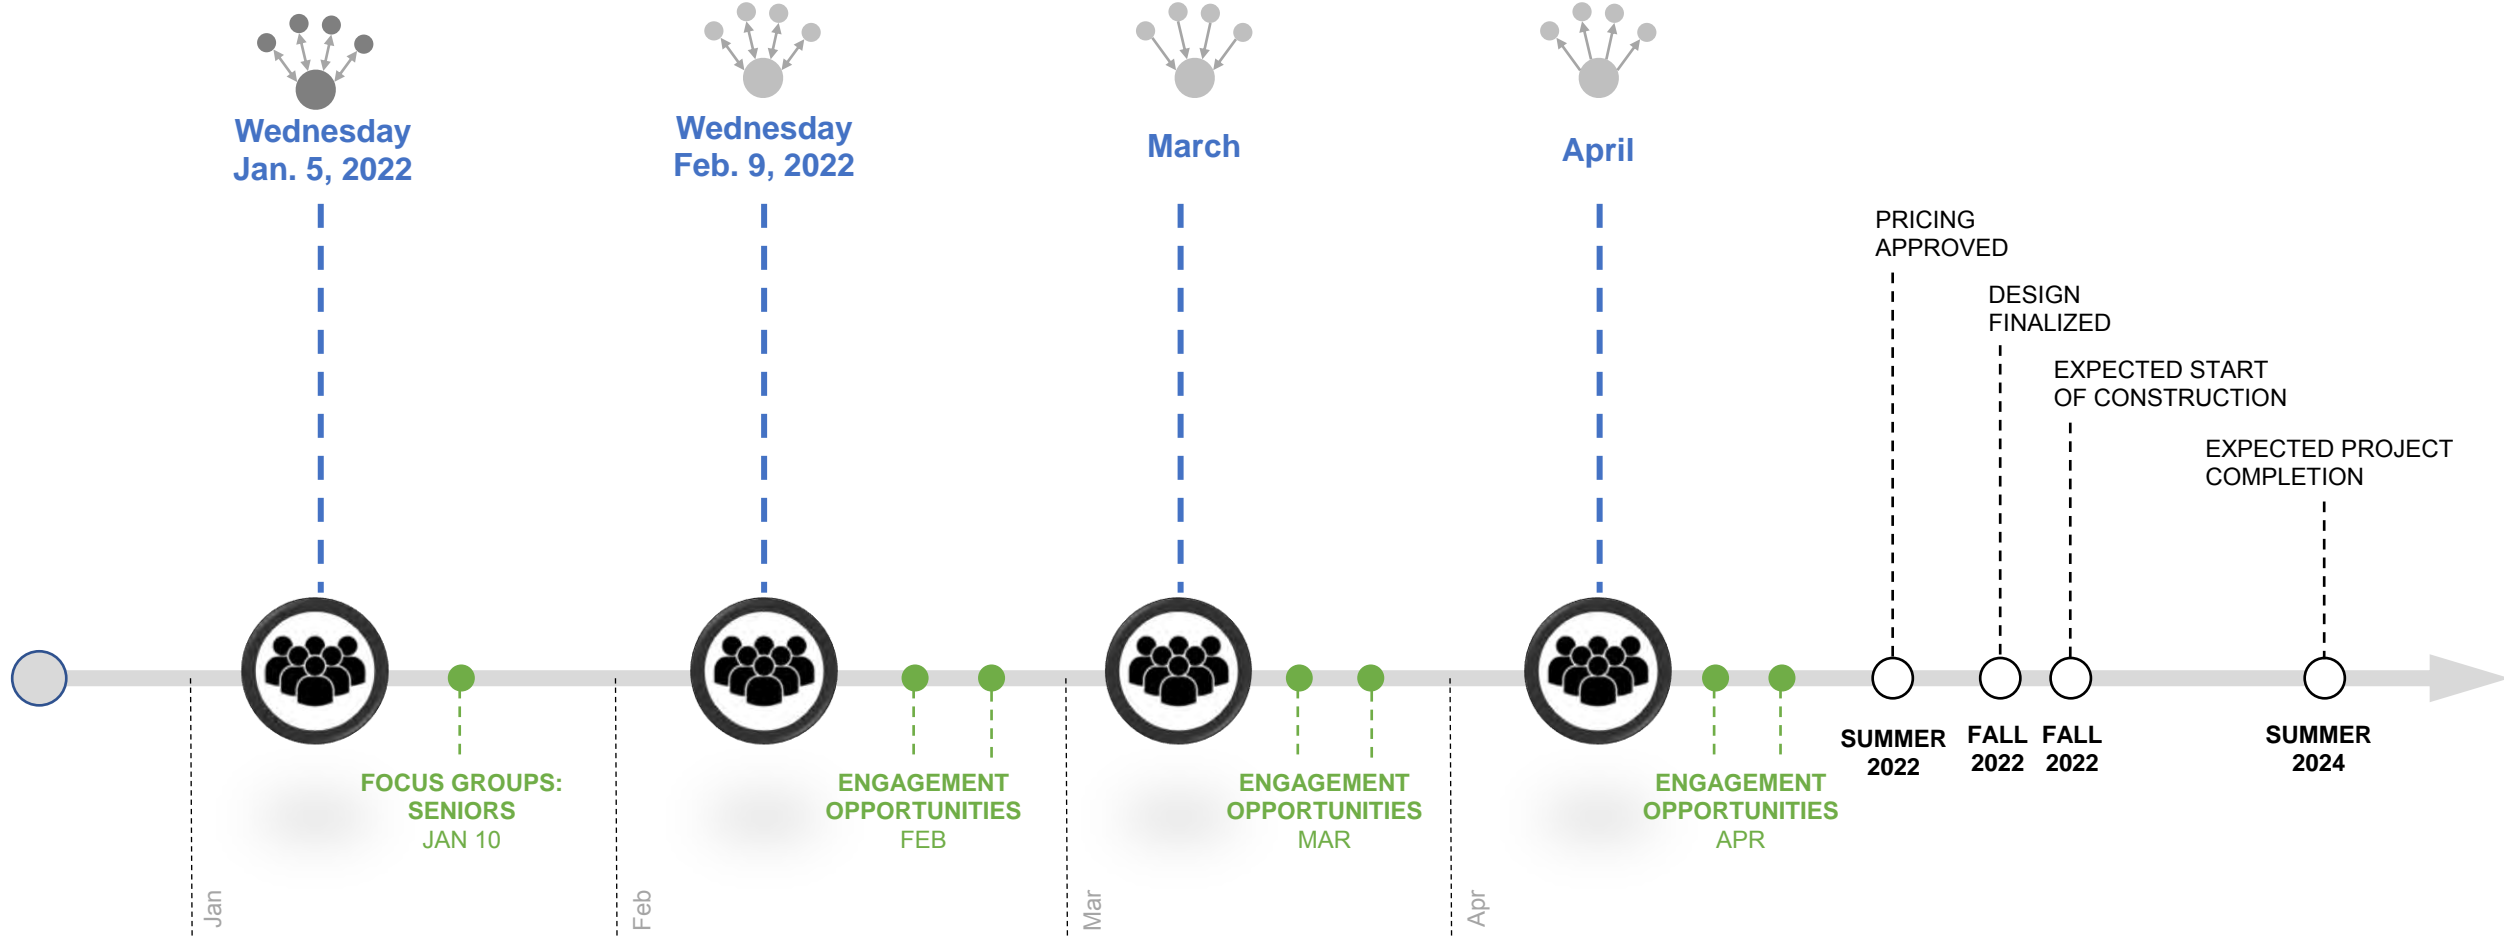 Wednesday
Jan. 5, 2022
Wednesday
Feb. 9, 2022
March
April
PRICING
APPROVED
DESIGN
FINALIZED
EXPECTED START
OF CONSTRUCTION
EXPECTED PROJECT
COMPLETION
SUMMER
2022
FALL
2022
FALL
2022
SUMMER
2024
FOCUS GROUPS:
SENIORS
JAN 10
ENGAGEMENT
OPPORTUNITIES
FEB
ENGAGEMENT
OPPORTUNITIES
MAR
ENGAGEMENT
OPPORTUNITIES
APR
Jan
Feb
Mar
Apr